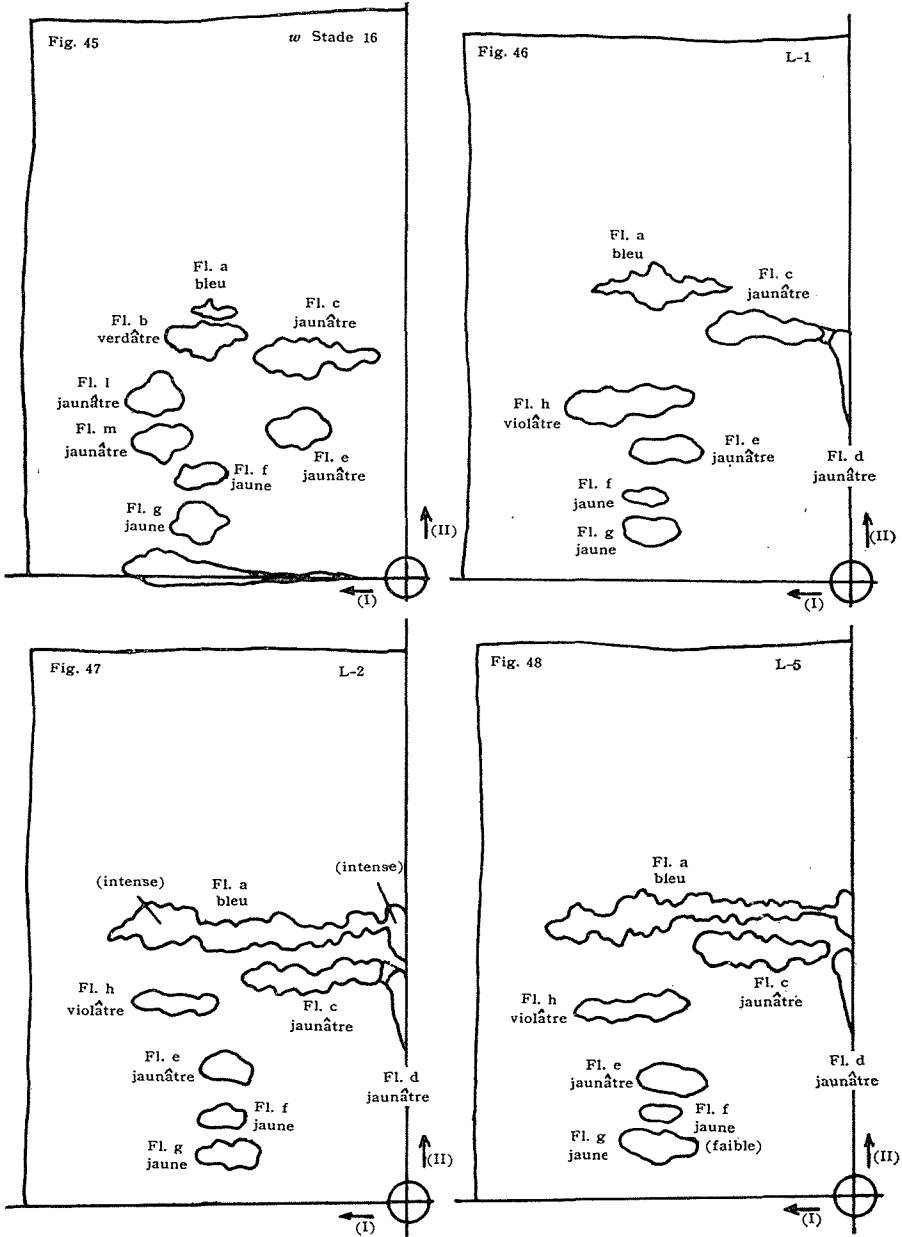 Fig. 45
w Stade 16
Fl. a
bleu
Fl. b
verdâtre
Fl. c
jaunâtre
Fl. l
jaunâtre
Fl. m
jaunâtre
Fl. e
jaunâtre
Fl. f
jaune
Fl. g
jaune
(II)
(I)
Fig. 46
L-1
Fl. a
bleu
Fl. c
jaunâtre
Fl. h
violâtre
Fl. e
jaunâtre
Fl. d
jaunâtre
Fl. f
jaune
Fl. g
jaune
(II)
(I)
Fig. 47
L-2
(intense)
Fl. a
bleu
(intense)
Fl. h
violâtre
Fl. c
jaunâtre
Fl. e
jaunâtre
Fl. d
jaunâtre
Fl. f
jaune
Fl. g
jaune
(II)
(I)
Fig. 48
L-5
Fl. a
bleu
Fl. h
violâtre
Fl. c
jaunâtre
Fl. e
jaunâtre
Fl. d
jaunâtre
Fl. f
jaune
(faible)
Fl. g
jaune
(II)
(I)